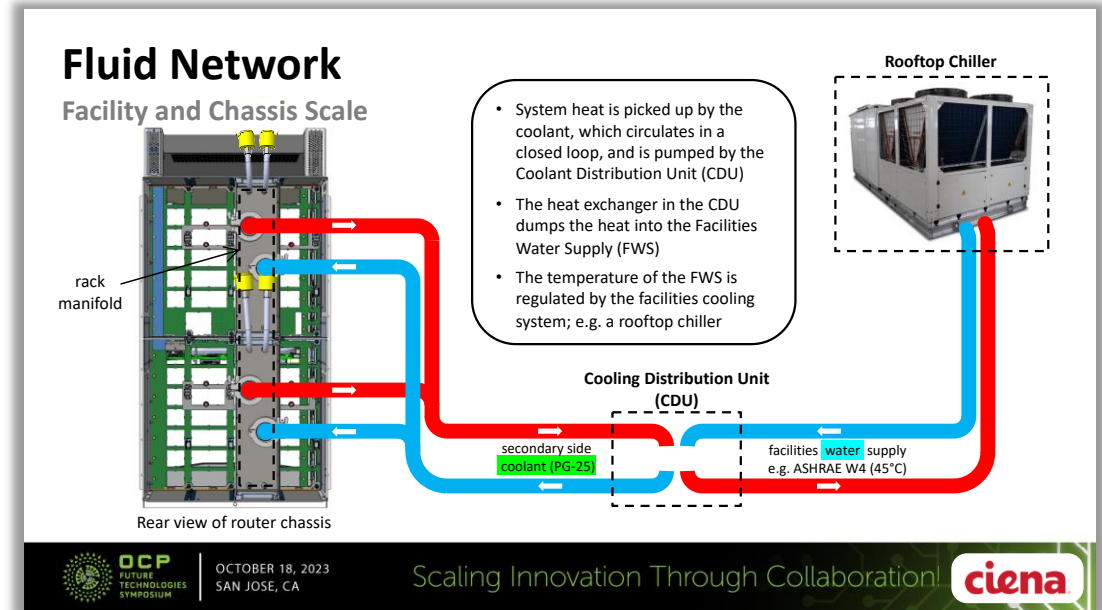 Fluid Network
Facility and Chassis Scale
Rooftop Chiller
• System heat is picked up by the
coolant, which circulates in a
closed loop, and is pumped by the
Coolant Distribution Unit (CDU)
• The heat exchanger in the CDU
dumps the heat into the Facilities
Water Supply (FWS)
• The temperature of the FWS is
regulated by the facilities cooling
system; e.g. a rooftop chiller
rack
manifold
Cooling Distribution Unit
(CDU)
secondary side
coolant (PG-25)
facilities water supply
e.g. ASHRAE W4 (45°C)
Rear view of router chassis
OCP
FUTURE
TECHNOLOGIES
SYMPOSIUM
OCTOBER 18, 2023
SAN JOSE, CA
Scaling Innovation Through Collaboration!
ciena